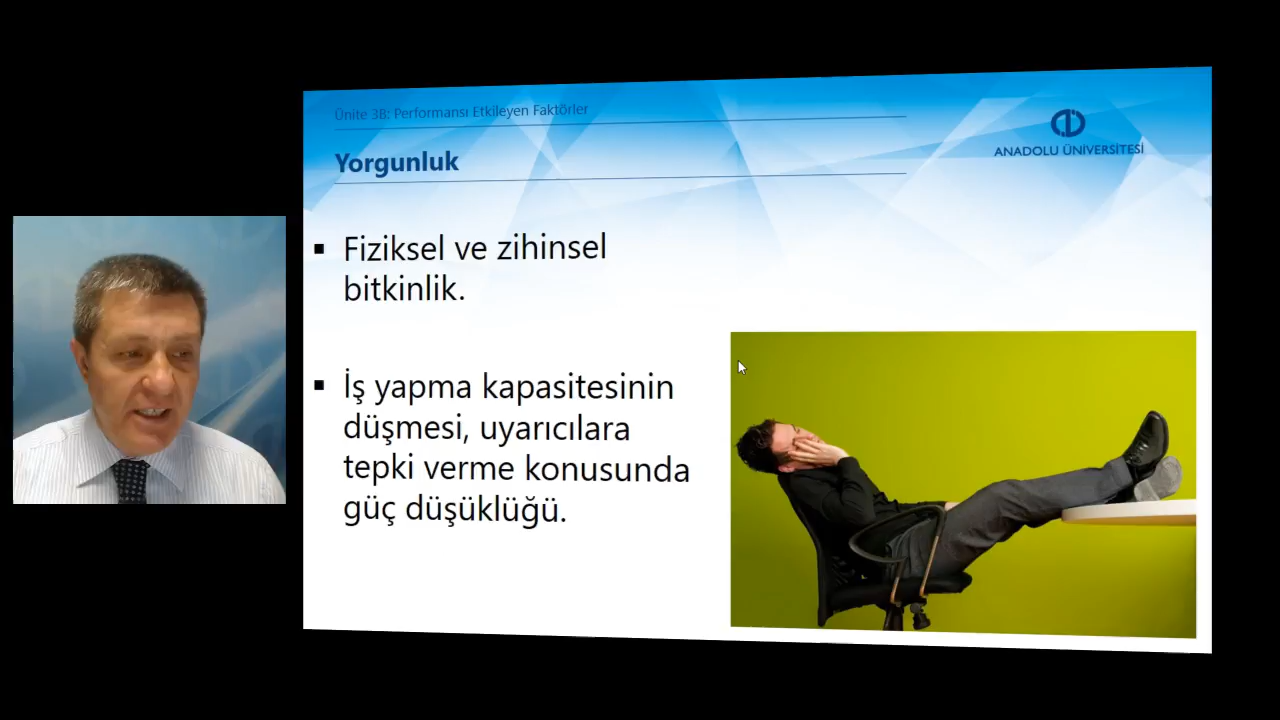 Ünite 3B: Performansı Etkileyen Faktörler
ANADOLU ÜNİVERSİTESİ
Yorgunluk
▪ Fiziksel ve zihinsel
bitkinlik.
▪ İş yapma kapasitesinin
düşmesi, uyarıcılara
tepki verme konusunda
güç düşüklüğü.